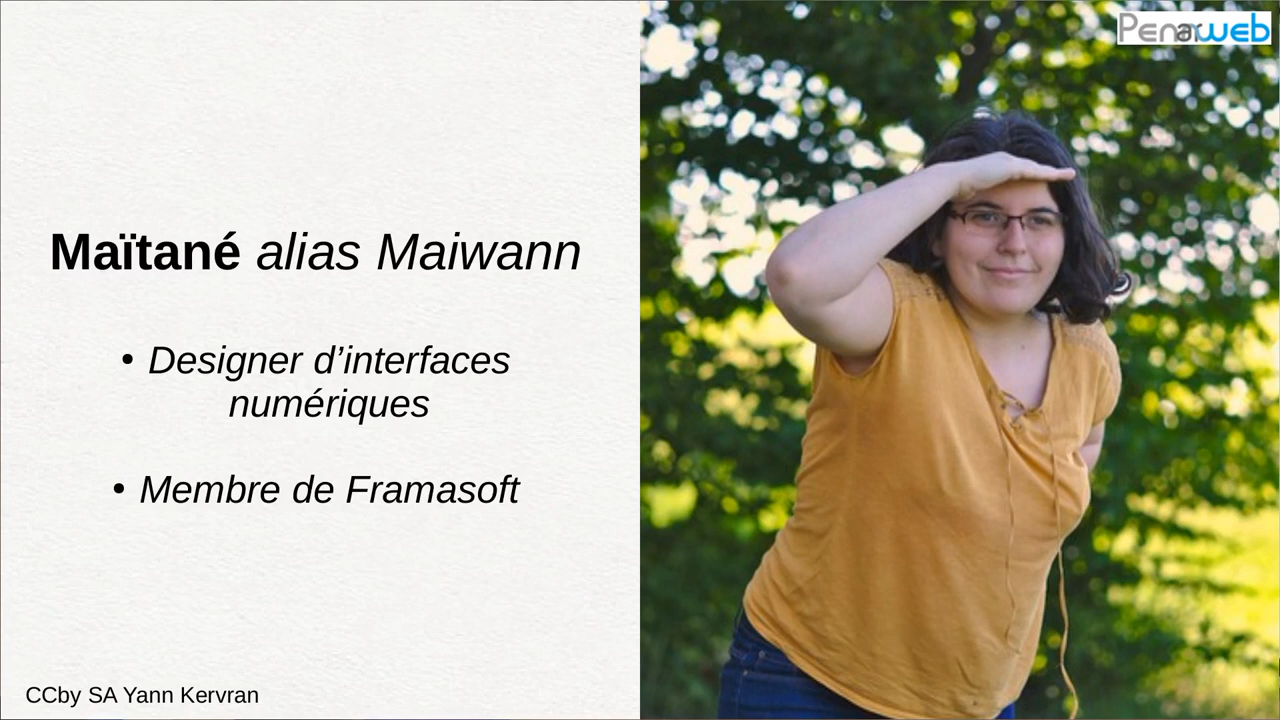 Penarweb
Maïtané alias Maiwann
• Designer d’interfaces
numériques
• Membre de Framasoft
CCby SA Yann Kervran